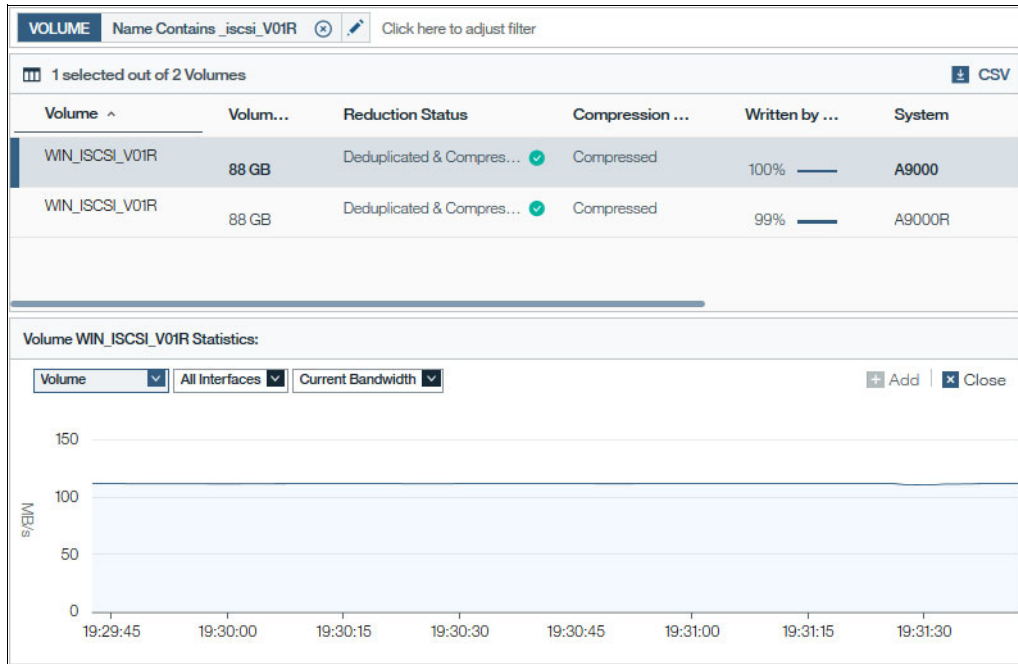 VOLUME Name Contains _iscsi_V01R Click here to adjust filter
1 selected out of 2 Volumes CSV
Volume Volum... Reduction Status Compression ... Written by ... System
WIN_ISCSI_V01R 88 GB Deduplicated & Compres... Compressed 100% A9000
WIN_ISCSI_V01R 88 GB Deduplicated & Compres... Compressed 99% A9000R
Volume WIN_ISCSI_V01R Statistics:
Volume All Interfaces Current Bandwidth Add Close
150
100
MB/s
50
0
19:29:45 19:30:00 19:30:15 19:30:30 19:30:45 19:31:00 19:31:15 19:31:30